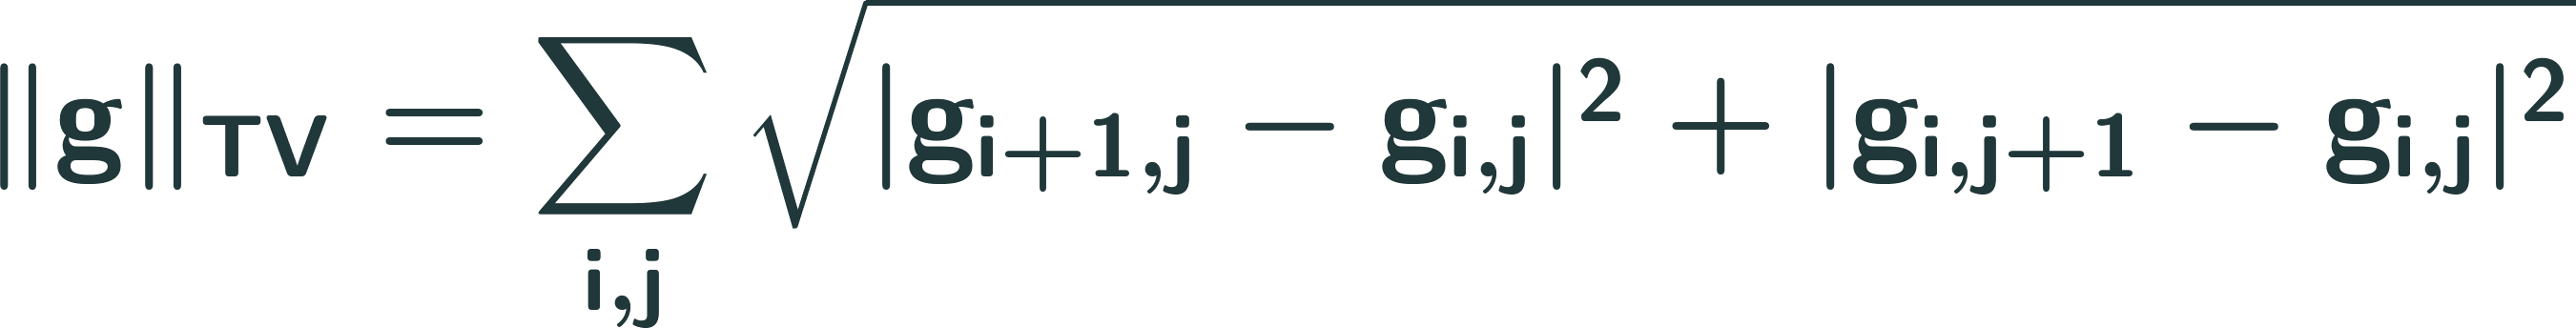 ‖g‖TV = ∑i,j √|gi+1,j − gi,j|² + |gi,j+1 − gi,j|²